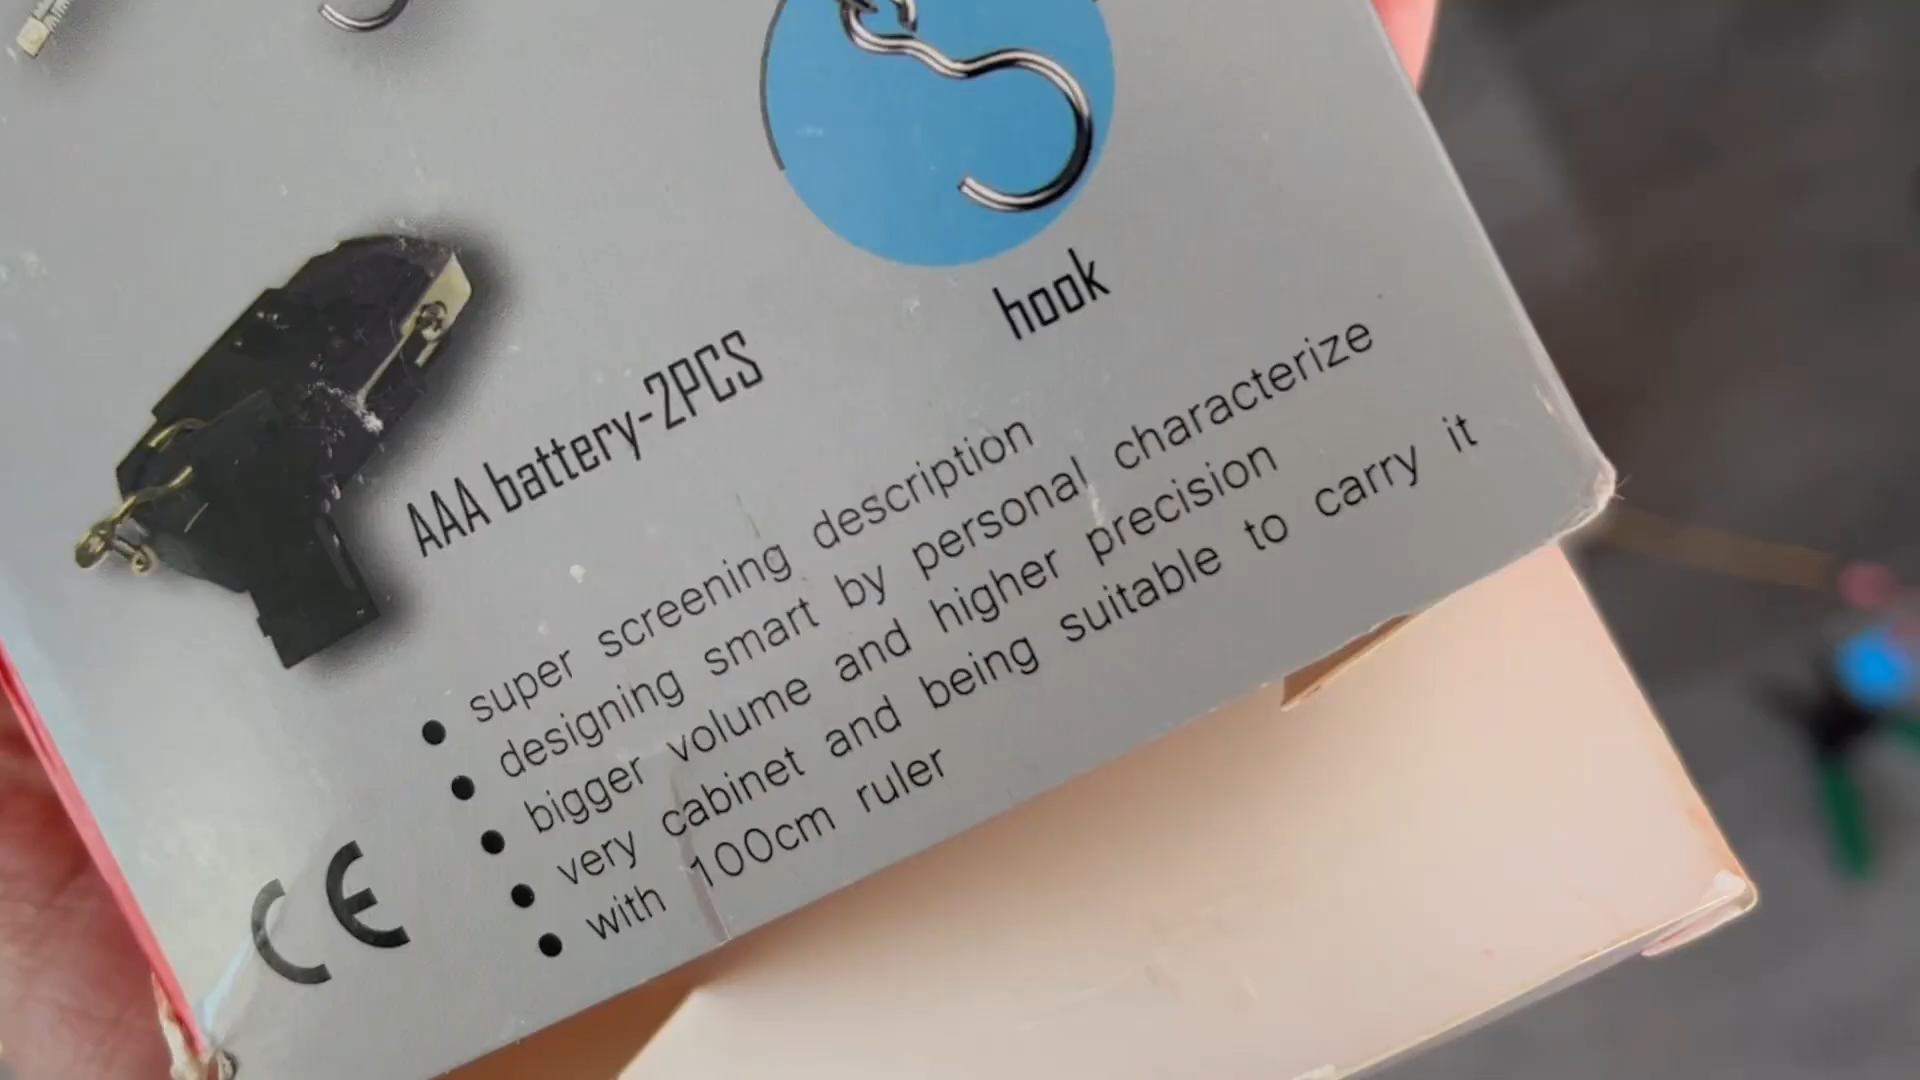 hook
AAA battery-2PCS
• super screening description
• designing smart by personal characterize
• bigger volume and higher precision
• very cabinet and being suitable to carry it
• with 100cm ruler
CE